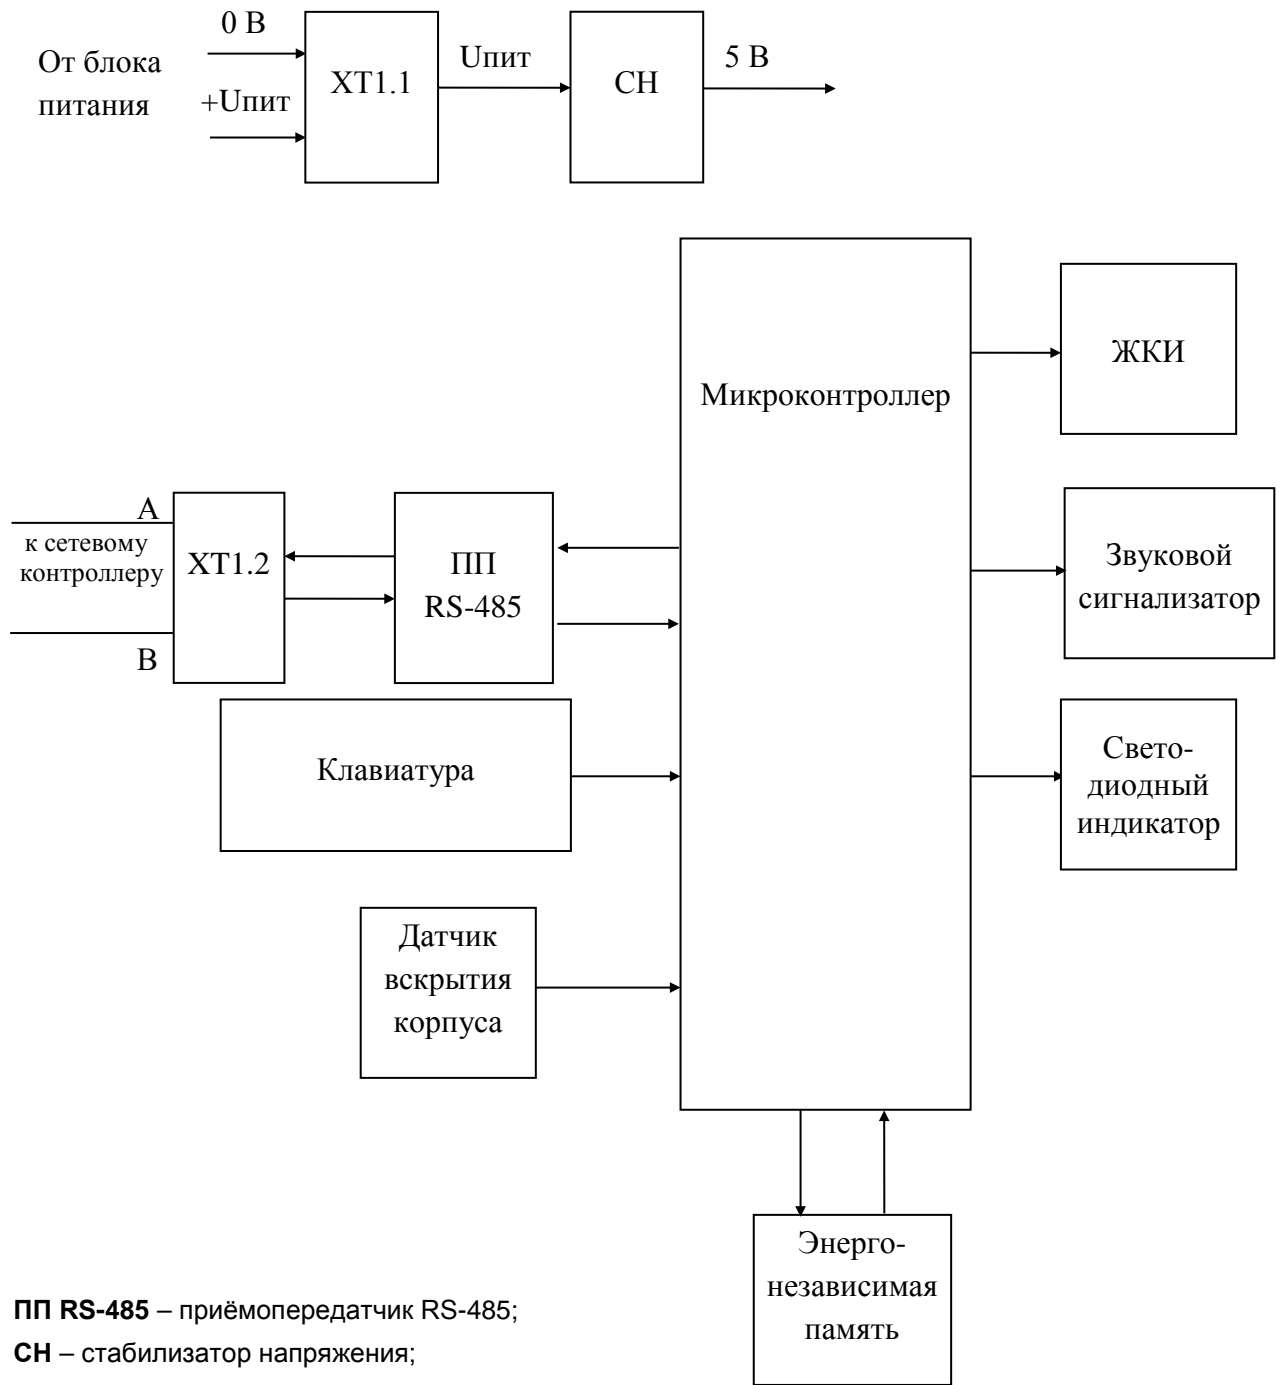 0 В
От блока
питания
+Uпит
ХТ1.1
Uпит
СН
5 В
Микроконтроллер
ЖКИ
А
к сетевому
контроллеру
В
ХТ1.2
ПП
RS-485
Звуковой
сигнализатор
Клавиатура
Свето-
диодный
индикатор
Датчик
вскрытия
корпуса
Энерго-
независимая
память
ПП RS-485 – приёмопередатчик RS-485;
СН – стабилизатор напряжения;